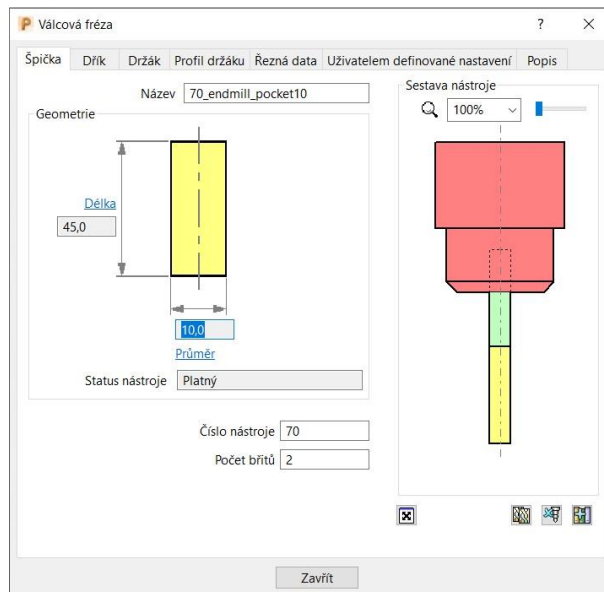 Válcová fréza
?
Špička Dřík Držák Profil držáku Řezná data Uživatelem definované nastavení Popis
Název 70_endmill_pocket10
Geometrie
Délka
45,0
10,0
Průměr
Status nástroje Platný
Číslo nástroje 70
Počet břitů 2
Sestava nástroje
100%
Zavřít